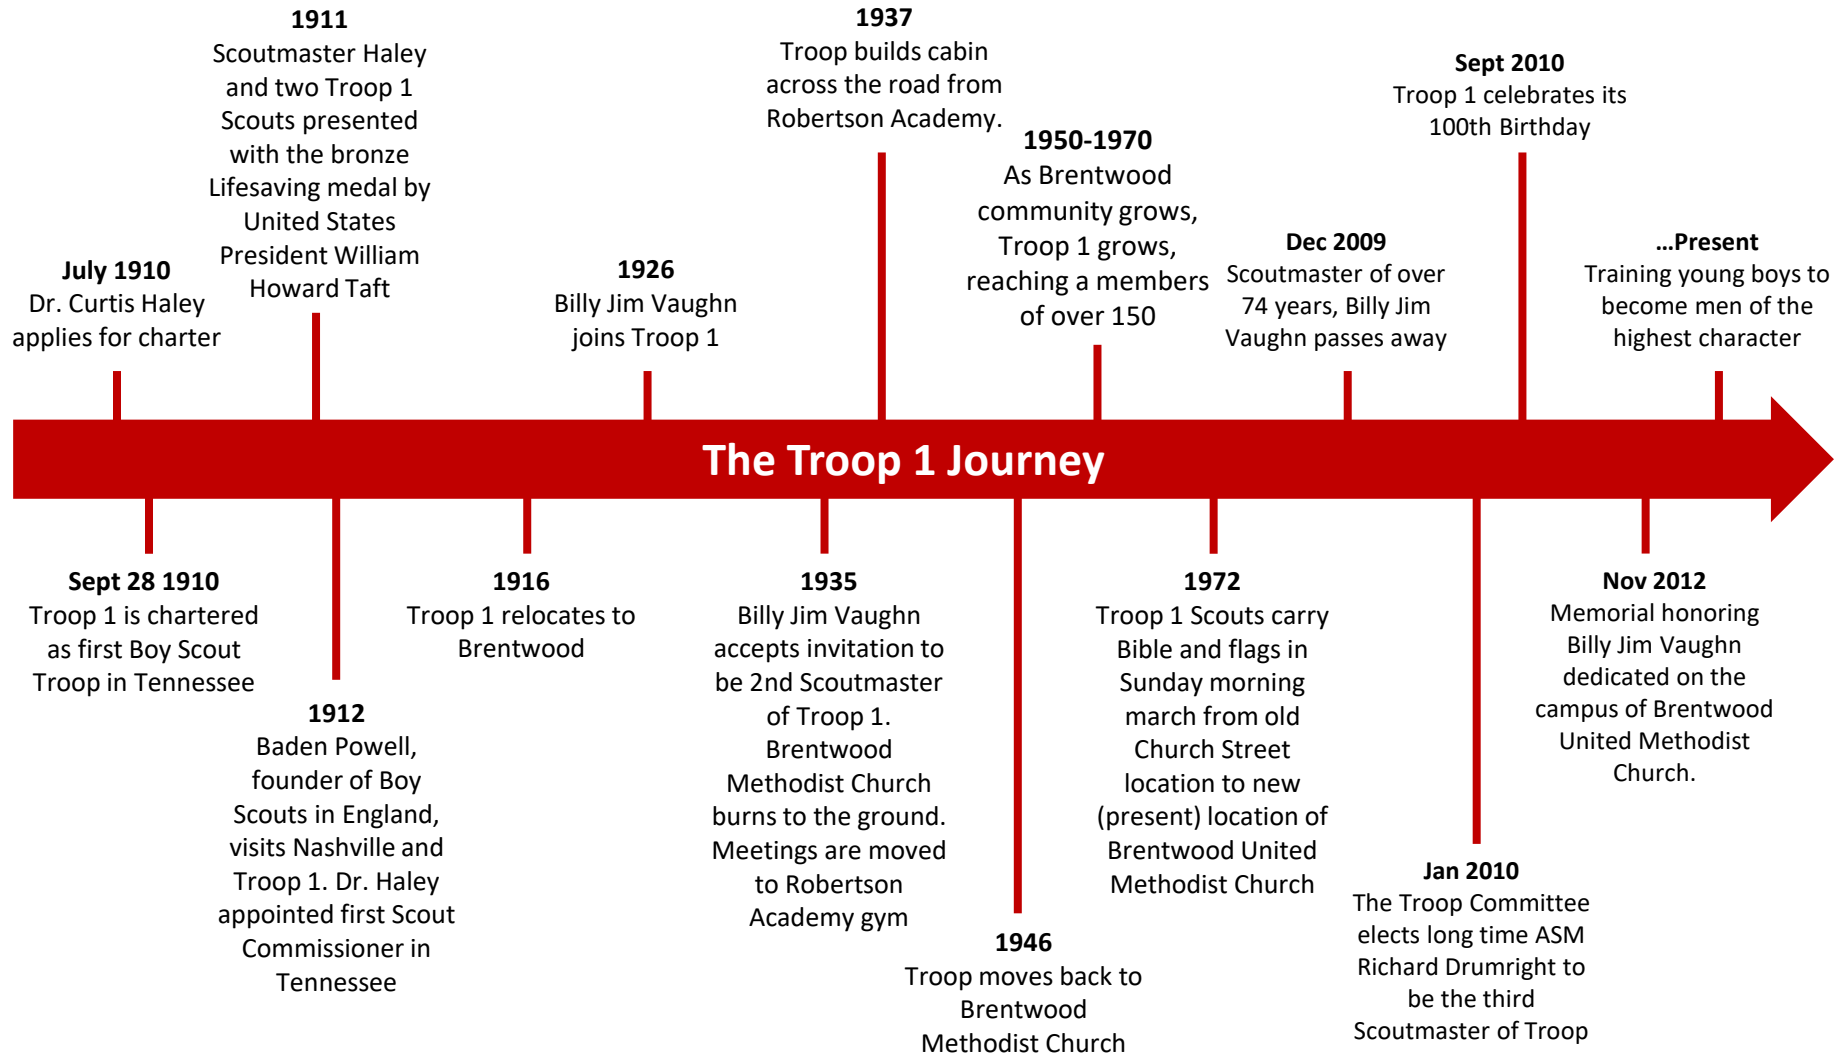 1911
Scoutmaster Haley
and two Troop 1
Scouts presented
with the bronze
Lifesaving medal by
United States
President William
Howard Taft
1937
Troop builds cabin
across the road from
Robertson Academy.
Sept 2010
Troop 1 celebrates its
100th Birthday
1950-1970
As Brentwood
community grows,
Troop 1 grows,
reaching a members
of over 150
July 1910
Dr. Curtis Haley
applies for charter
1926
Billy Jim Vaughn
joins Troop 1
Dec 2009
Scoutmaster of over
74 years, Billy Jim
Vaughn passes away
...Present
Training young boys to
become men of the
highest character
The Troop 1 Journey
Sept 28 1910
Troop 1 is chartered
as first Boy Scout
Troop in Tennessee
1912
Baden Powell,
founder of Boy
Scouts in England,
visits Nashville and
Troop 1. Dr. Haley
appointed first Scout
Commissioner in
Tennessee
1916
Troop 1 relocates to
Brentwood
1935
Billy Jim Vaughn
accepts invitation to
be 2nd Scoutmaster
of Troop 1.
Brentwood
Methodist Church
burns to the ground.
Meetings are moved
to Robertson
Academy gym
1946
Troop moves back to
Brentwood
Methodist Church
1972
Troop 1 Scouts carry
Bible and flags in
Sunday morning
march from old
Church Street
location to new
(present) location of
Brentwood United
Methodist Church
Jan 2010
The Troop Committee
elects long time ASM
Richard Drumright to
be the third
Scoutmaster of Troop
Nov 2012
Memorial honoring
Billy Jim Vaughn
dedicated on the
campus of Brentwood
United Methodist
Church.